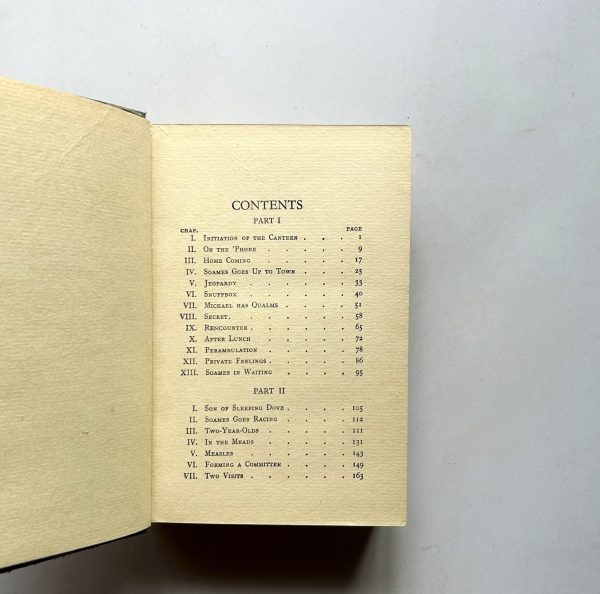 CONTENTS
PART I
CHAP. PAGE
I. INITIATION OF THE CANTEEN . . . 1
II. ON THE 'PHONE . . . . . 9
III. HOME COMING . . . . . 17
IV. SOAMES GOES UP TO TOWN . . . 25
V. JEOPARDY . . . . . . 33
VI. SNUFFBOX . . . . . . 40
VII. MICHAEL HAS QUALMS . . . . 51
VIII. SECRET. . . . . . . 58
IX. RENCOUNTER . . . . . . 65
X. AFTER LUNCH . . . . . 72
XI. PERAMBULATION . . . . . 78
XII. PRIVATE FEELINGS . . . . . 86
XIII. SOAMES IN WAITING . . . . 95
PART II
I. SON OF SLEEPING DOVE . . . . 105
II. SOAMES GOES RACING . . . . 112
III. TWO-YEAR-OLDS . . . . . 121
IV. IN THE MEADS . . . . . 131
V. MEASLES . . . . . . 143
VI. FORMING A COMMITTEE . . . . 149
VII. TWO VISITS . . . . . . 163